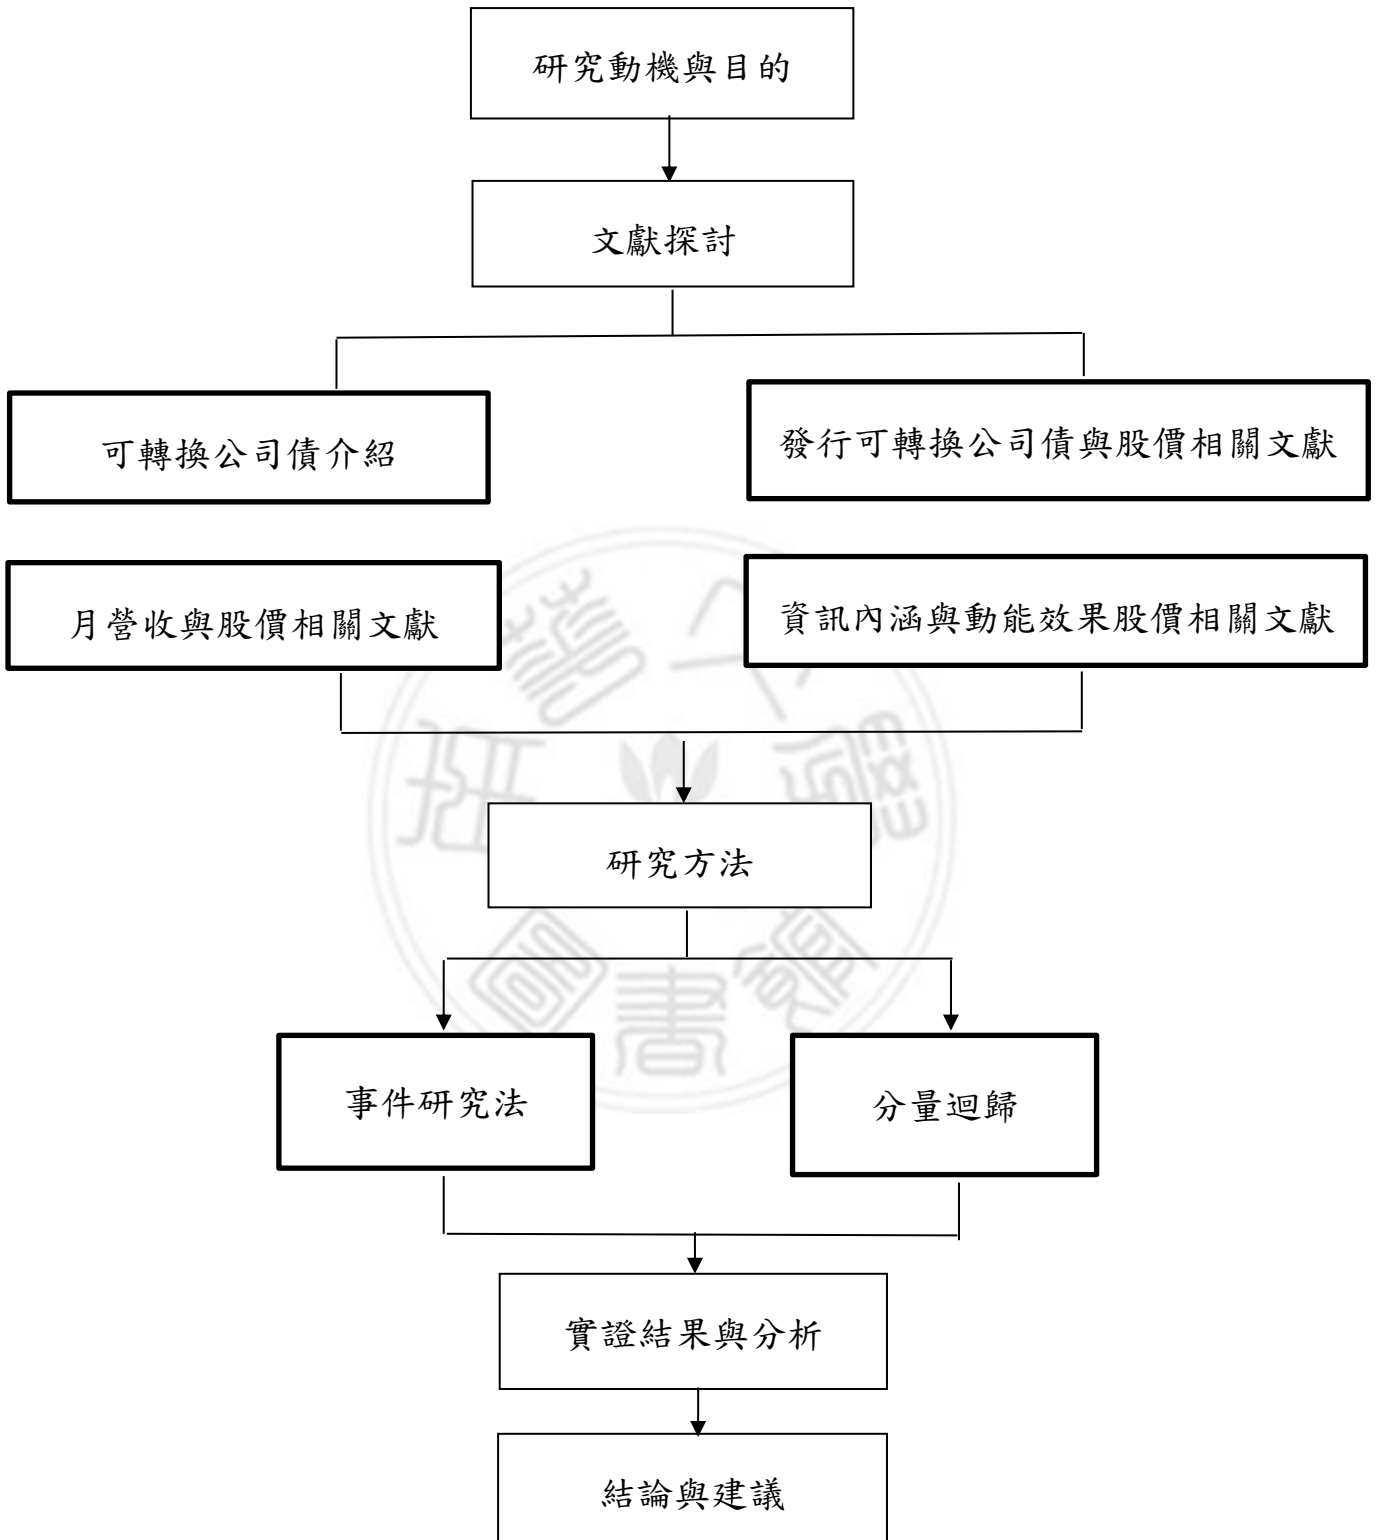 研究動機與目的
文獻探討
可轉換公司債介紹
發行可轉換公司債與股價相關文獻
月營收與股價相關文獻
資訊內涵與動能效果股價相關文獻
研究方法
事件研究法
分量迴歸
實證結果與分析
結論與建議